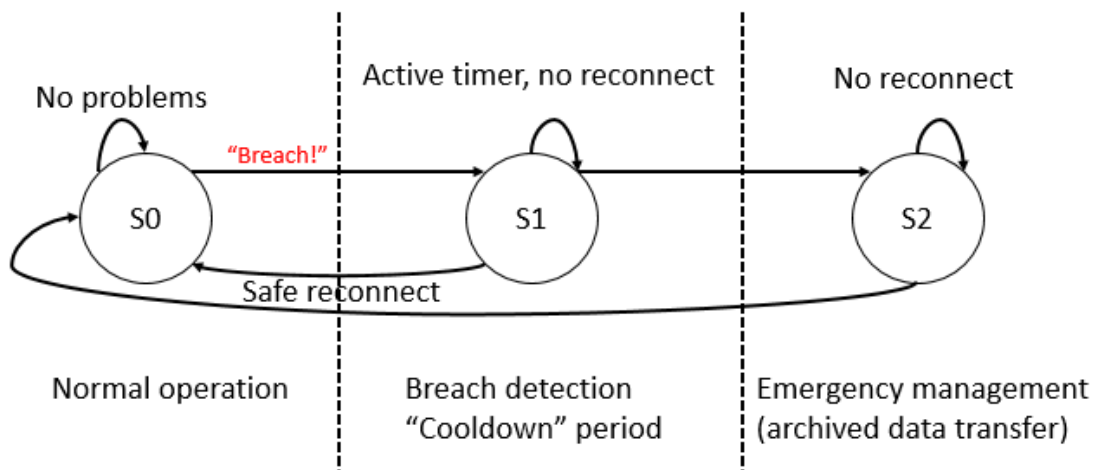 Active timer, no reconnect
No reconnect
No problems
“Breach!”
S0
S1
S2
Safe reconnect
Normal operation
Breach detection
“Cooldown” period
Emergency management
(archived data transfer)